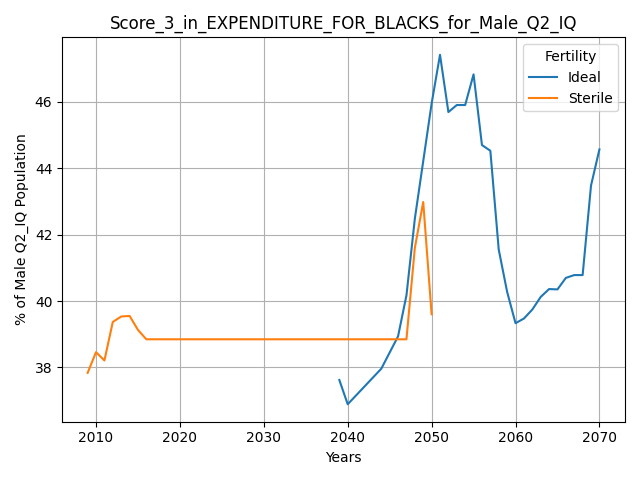 Score_3_in_EXPENDITURE_FOR_BLACKS_for_Male_Q2_IQ
Fertility
Ideal
Sterile
% of Male Q2_IQ Population
46
44
42
40
38
2010 2020 2030 2040 2050 2060 2070
Years